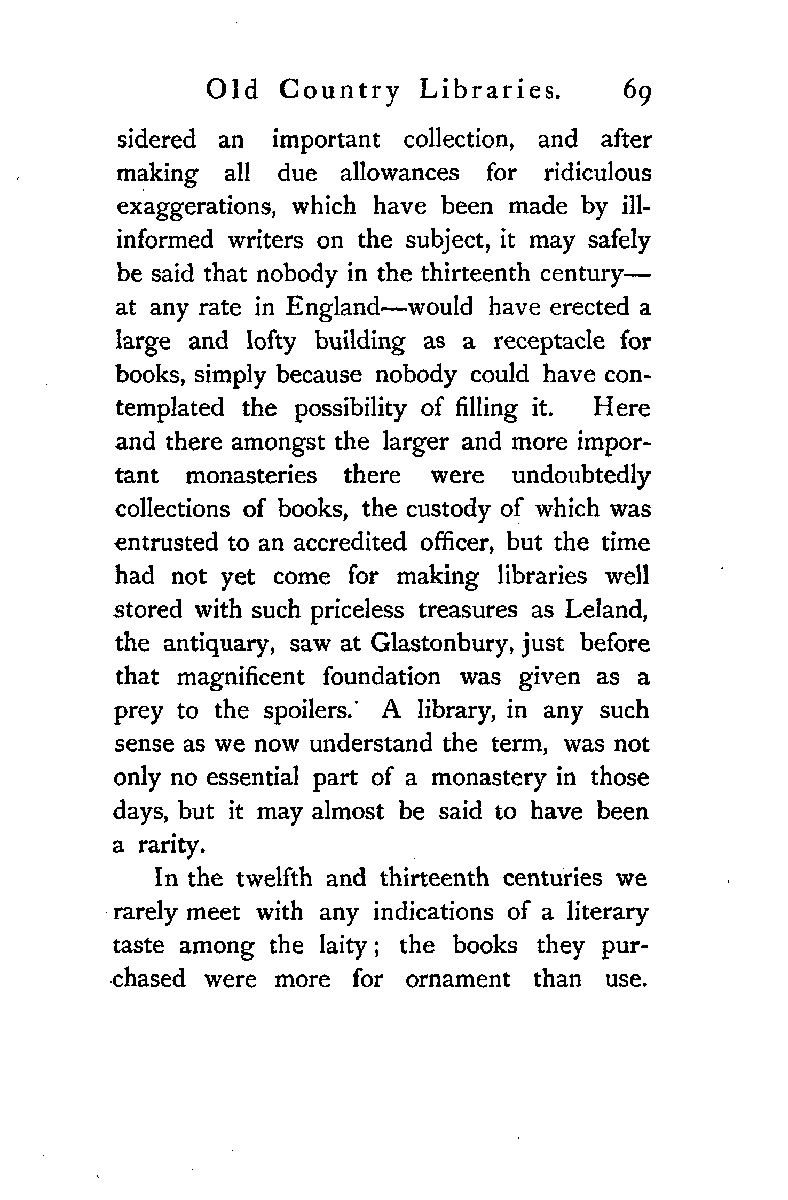 Old Country Libraries. 69
sidered an important collection, and after
making all due allowances for ridiculous
exaggerations, which have been made by ill-
informed writers on the subject, it may safely
be said that nobody in the thirteenth century—
at any rate in England—would have erected a
large and lofty building as a receptacle for
books, simply because nobody could have con-
templated the possibility of filling it. Here
and there amongst the larger and more impor-
tant monasteries there were undoubtedly
collections of books, the custody of which was
entrusted to an accredited officer, but the time
had not yet come for making libraries well
stored with such priceless treasures as Leland,
the antiquary, saw at Glastonbury, just before
that magnificent foundation was given as a
prey to the spoilers. A library, in any such
sense as we now understand the term, was not
only no essential part of a monastery in those
days, but it may almost be said to have been
a rarity.
In the twelfth and thirteenth centuries we
rarely meet with any indications of a literary
taste among the laity; the books they pur-
chased were more for ornament than use.